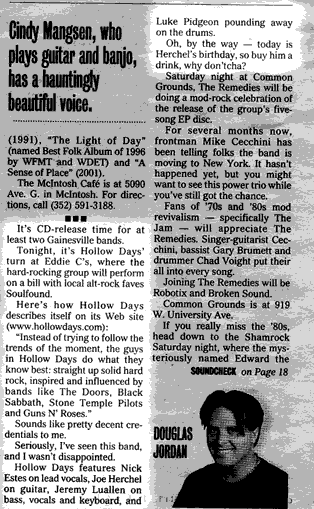 Cindy Mangsen, who
plays guitar and banjo,
has a hauntingly
beautiful voice.
(1991), "The Light of Day"
(named Best Folk Album of 1996
by WFMT and WDET) and "A
Sense of Place" (2001).
The McIntosh Café is at 5090
Ave. G. in McIntosh. For direc-
tions, call (352) 591-3188.
■■■
It's CD-release time for at
least two Gainesville bands.
Tonight, it's Hollow Days'
turn at Eddie C's, where the
hard-rocking group will perform
on a bill with local alt-rock faves
Soulfound.
Here's how Hollow Days
describes itself on its Web site
(www.hollowdays.com):
"Instead of trying to follow the
trends of the moment, the guys
in Hollow Days do what they
know best: straight up solid hard
rock, inspired and influenced by
bands like The Doors, Black
Sabbath, Stone Temple Pilots
and Guns N' Roses."
Sounds like pretty decent cre-
dentials to me.
Seriously, I've seen this band,
and I wasn't disappointed.
Hollow Days features Nick
Estes on lead vocals, Joe Herchel
on guitar, Jeremy Luallen on
bass, vocals and keyboard, and
Luke Pidgeon pounding away
on the drums.
Oh, by the way — today is
Herchel's birthday, so buy him a
drink, why don'tcha?
Saturday night at Common
Grounds, The Remedies will be
doing a mod-rock celebration of
the release of the group's five-
song EP disc.
For several months now,
frontman Mike Cecchini has
been telling folks the band is
moving to New York. It hasn't
happened yet, but you might
want to see this power trio while
you've still got the chance.
Fans of '70s and '80s mod
revivalism — specifically The
Jam — will appreciate The
Remedies. Singer-guitarist Cec-
chini, bassist Gary Brumett and
drummer Chad Voight put their
all into every song.
Joining The Remedies will be
Robotix and Broken Sound.
Common Grounds is at 919
W. University Ave.
If you really miss the '80s,
head down to the Shamrock
Saturday night, where the mys-
teriously named Edward the
SOUNDCHECK on Page 18
DOUGLAS
JORDAN